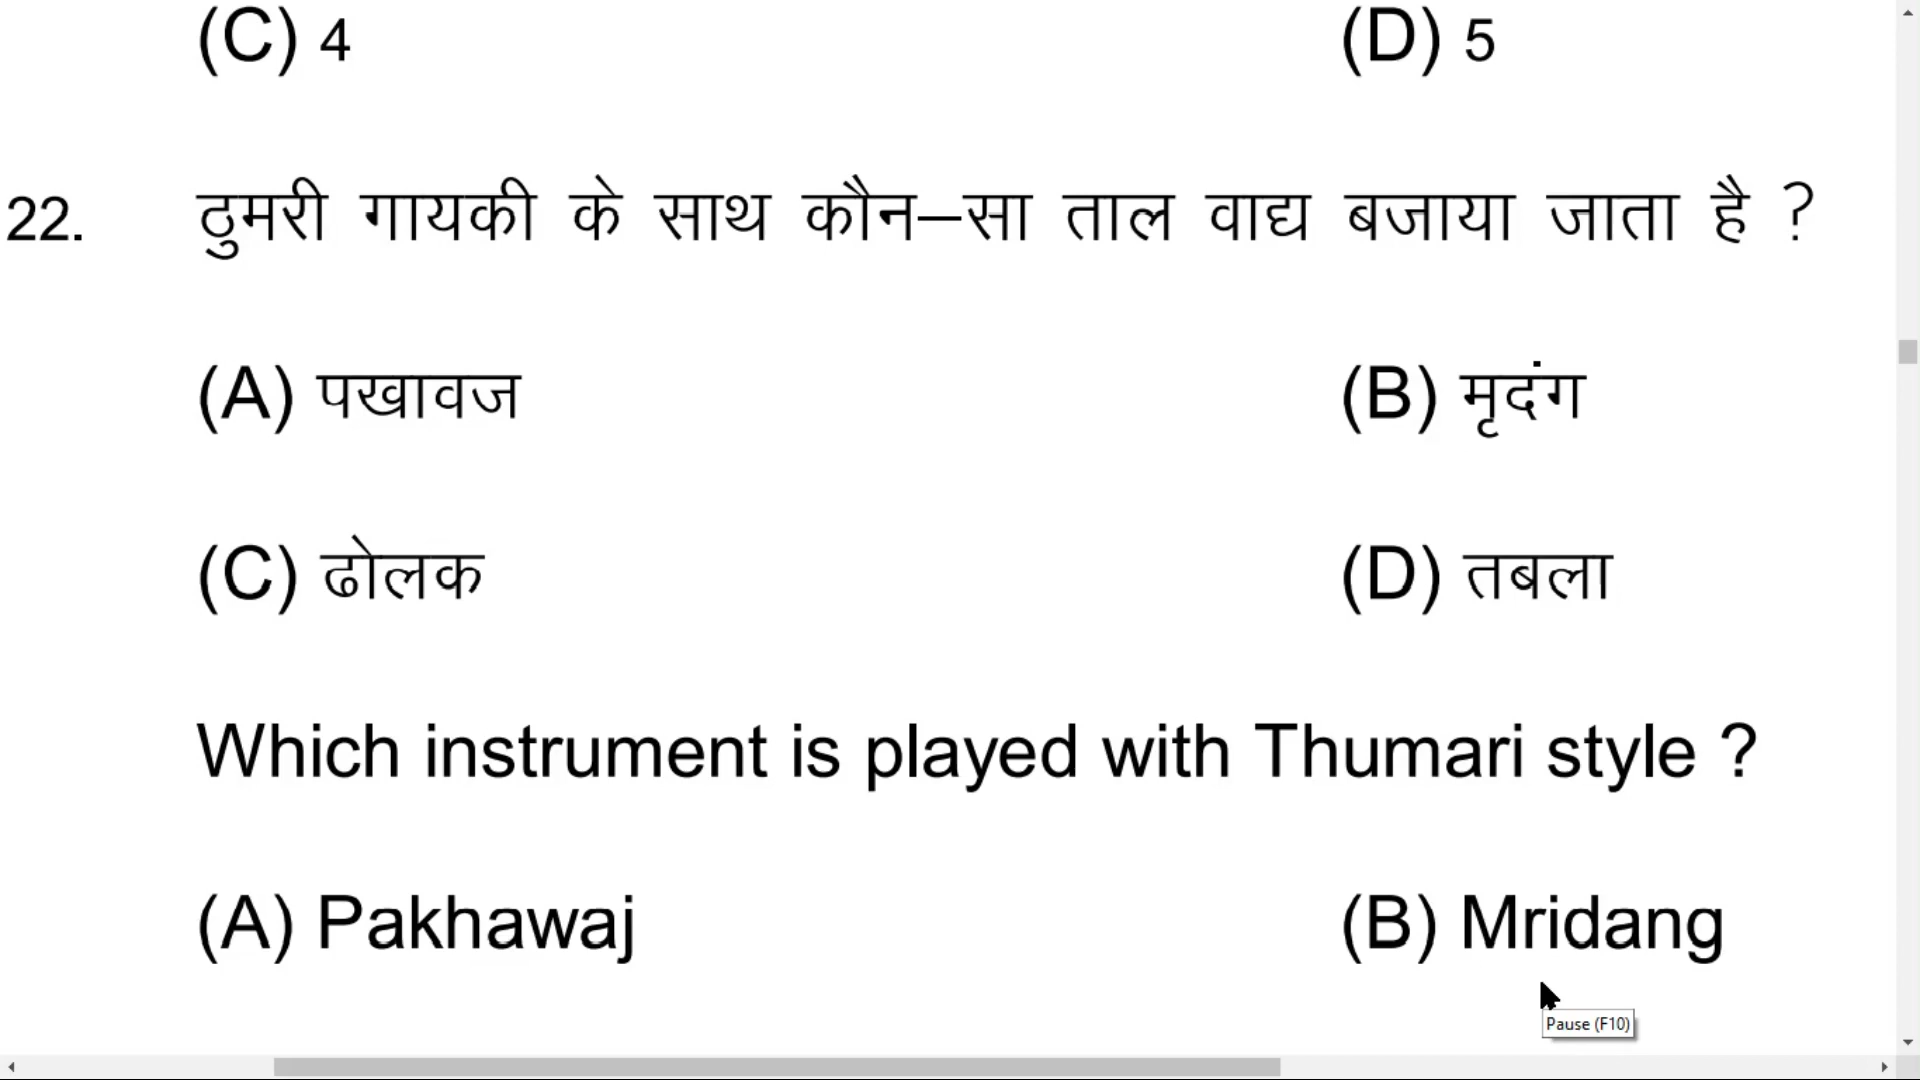 (C) 4 (D) 5
22. ठुमरी गायकी के साथ कौन–सा ताल वाद्य बजाया जाता है ?
(A) पखावज (B) मृदंग
(C) ढोलक (D) तबला
Which instrument is played with Thumari style ?
(A) Pakhawaj (B) Mridang
Pause (F10)